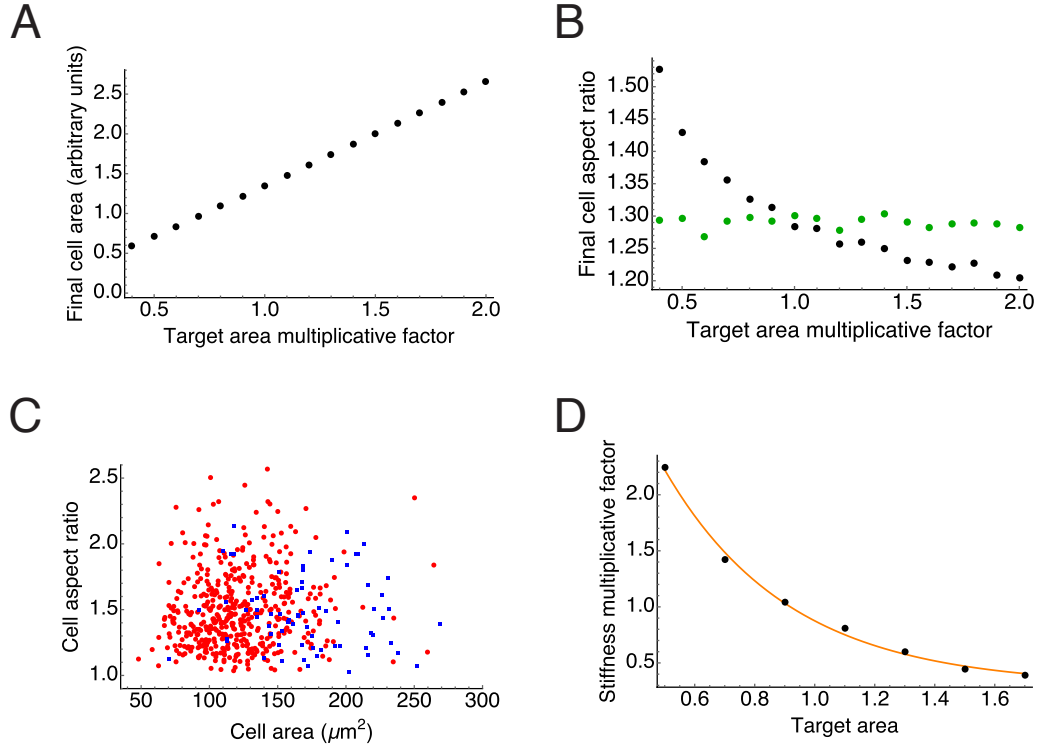 A
Final cell area (arbitrary units)
2.5
2.0
1.5
1.0
0.5
0.0
0.5 1.0 1.5 2.0
Target area multiplicative factor
B
Final cell aspect ratio
1.50
1.45
1.40
1.35
1.30
1.25
1.20
0.5 1.0 1.5 2.0
Target area multiplicative factor
C
Cell aspect ratio
2.5
2.0
1.5
1.0
50 100 150 200 250 300
Cell area (μm²)
D
Stiffness multiplicative factor
2.0
1.5
1.0
0.5
0.6 0.8 1.0 1.2 1.4 1.6
Target area